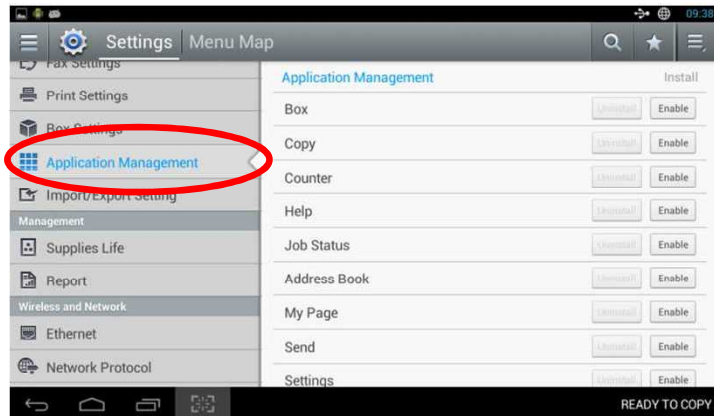 09:38
Settings Menu Map
Fax Settings
Print Settings
Box Settings
Application Management
Import/Export Setting
Management
Supplies Life
Report
Wireless and Network
Ethernet
Network Protocol
Application Management Install
Box Uninstall Enable
Copy Uninstall Enable
Counter Uninstall Enable
Help Uninstall Enable
Job Status Uninstall Enable
Address Book Uninstall Enable
My Page Uninstall Enable
Send Uninstall Enable
Settings Uninstall Enable
READY TO COPY